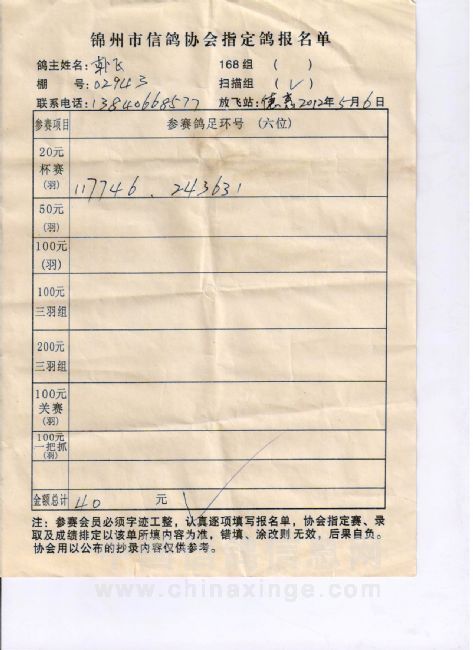 锦州市信鸽协会指定鸽报名单
鸽主姓名: 郭飞 168组 ( )
棚 号: 02943 扫描组 (√)
联系电话: 13840668577 放飞站: 德惠 2012年5月6日
参赛项目 参赛鸽足环号 (六位)
20元
杯赛
(羽) 117746 . 243631
50元
(羽)
100元
(羽)
100元
三羽组
200元
三羽组
100元
关赛
(羽)
100元
一把抓
(羽)
金额总计 40 元
注: 参赛会员必须字迹工整, 认真逐项填写报名单, 协会指定赛、录
取及成绩排定以该单所填内容为准, 错填、涂改则无效, 后果自负。
协会用以公布的抄录内容仅供参考。
www.chinaxinge.com